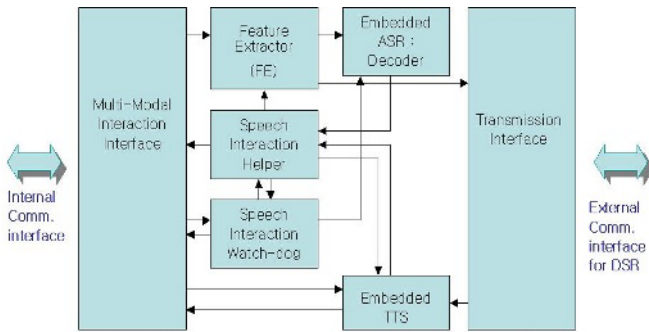 Feature
Extractor
(FE)
Embedded
ASR :
Decoder
Multi-Modal
Interaction
Interface
Speech
Interaction
Helper
Transmission
Interface
Internal
Comm.
interface
Speech
Interaction
Watch-dog
External
Comm.
interface
for DSR
Embedded
TTS